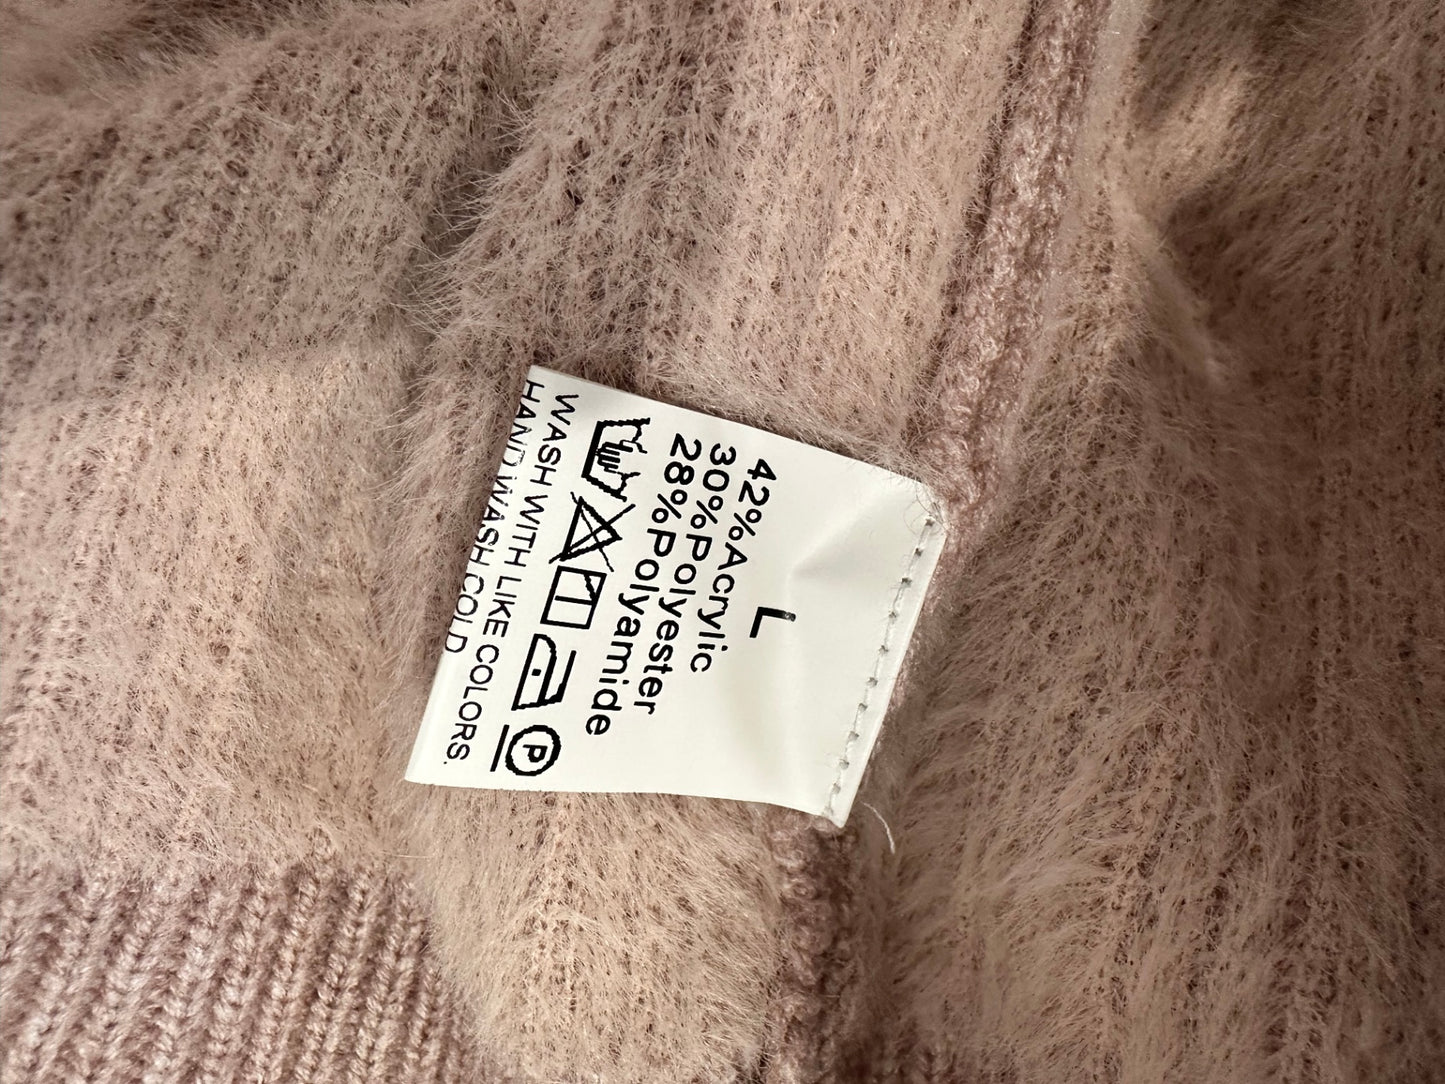 L
42%Acrylic
30%Polyester
28%Polyamide
P
WASH WITH LIKE COLORS.
HAND WASH COLD